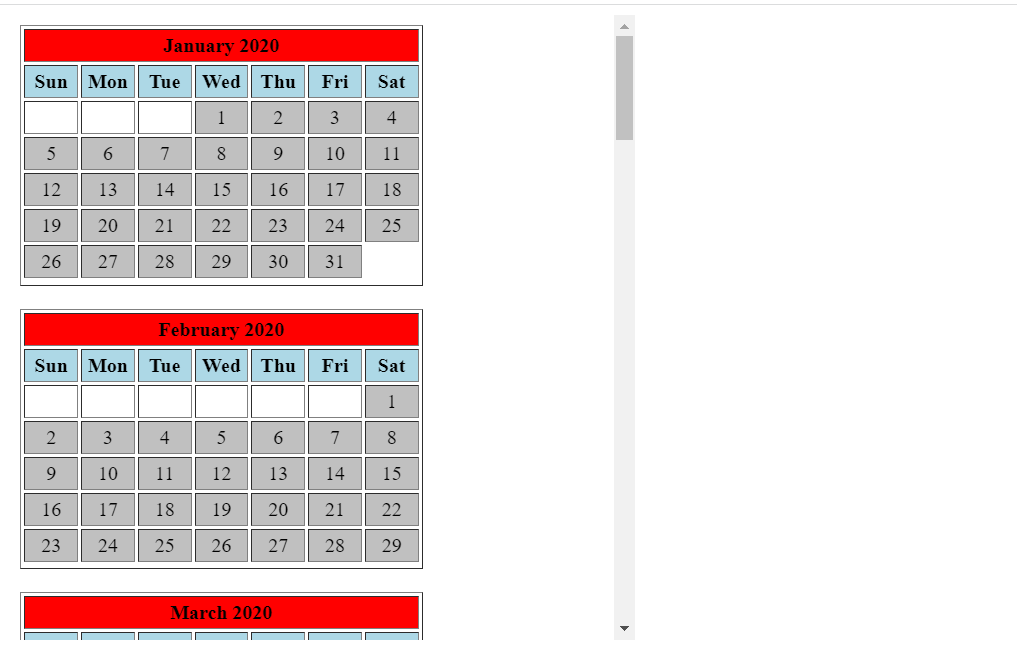 January 2020
Sun Mon Tue Wed Thu Fri Sat
1 2 3 4
5 6 7 8 9 10 11
12 13 14 15 16 17 18
19 20 21 22 23 24 25
26 27 28 29 30 31
February 2020
Sun Mon Tue Wed Thu Fri Sat
1
2 3 4 5 6 7 8
9 10 11 12 13 14 15
16 17 18 19 20 21 22
23 24 25 26 27 28 29
March 2020